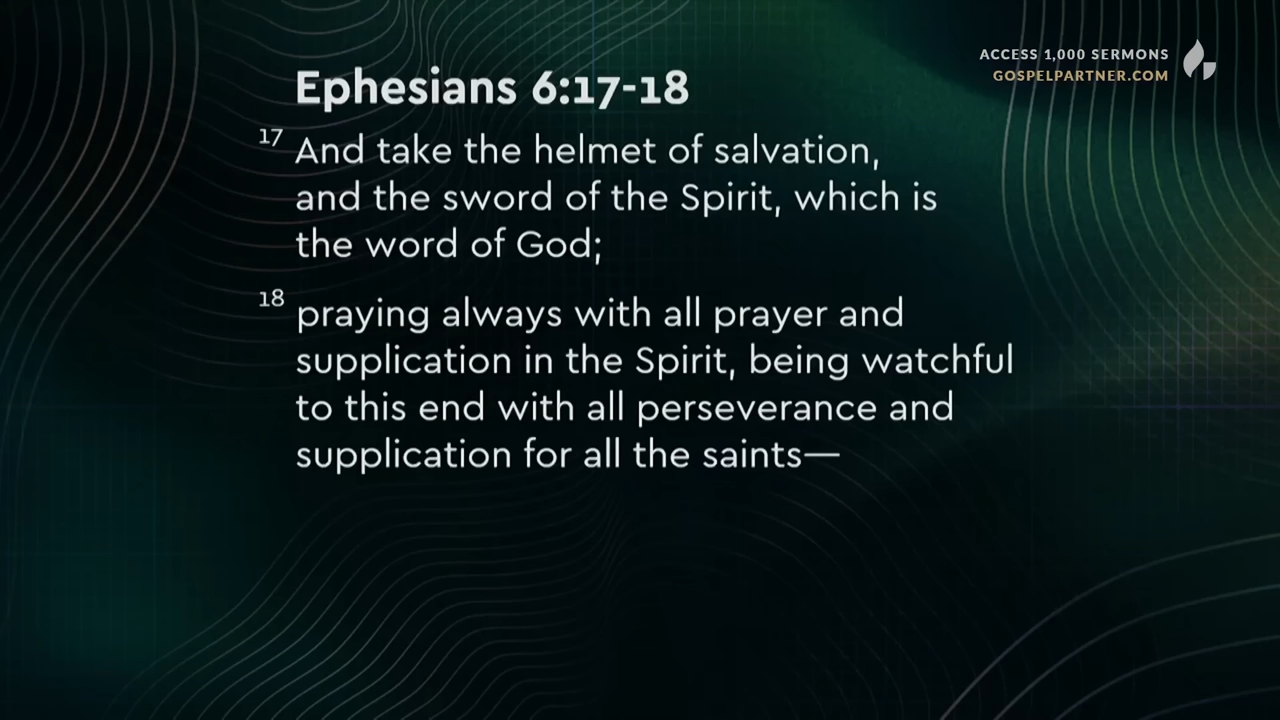 ACCESS 1,000 SERMONS
GOSPELPARTNER.COM
Ephesians 6:17-18
17 And take the helmet of salvation,
and the sword of the Spirit, which is
the word of God;
18 praying always with all prayer and
supplication in the Spirit, being watchful
to this end with all perseverance and
supplication for all the saints—